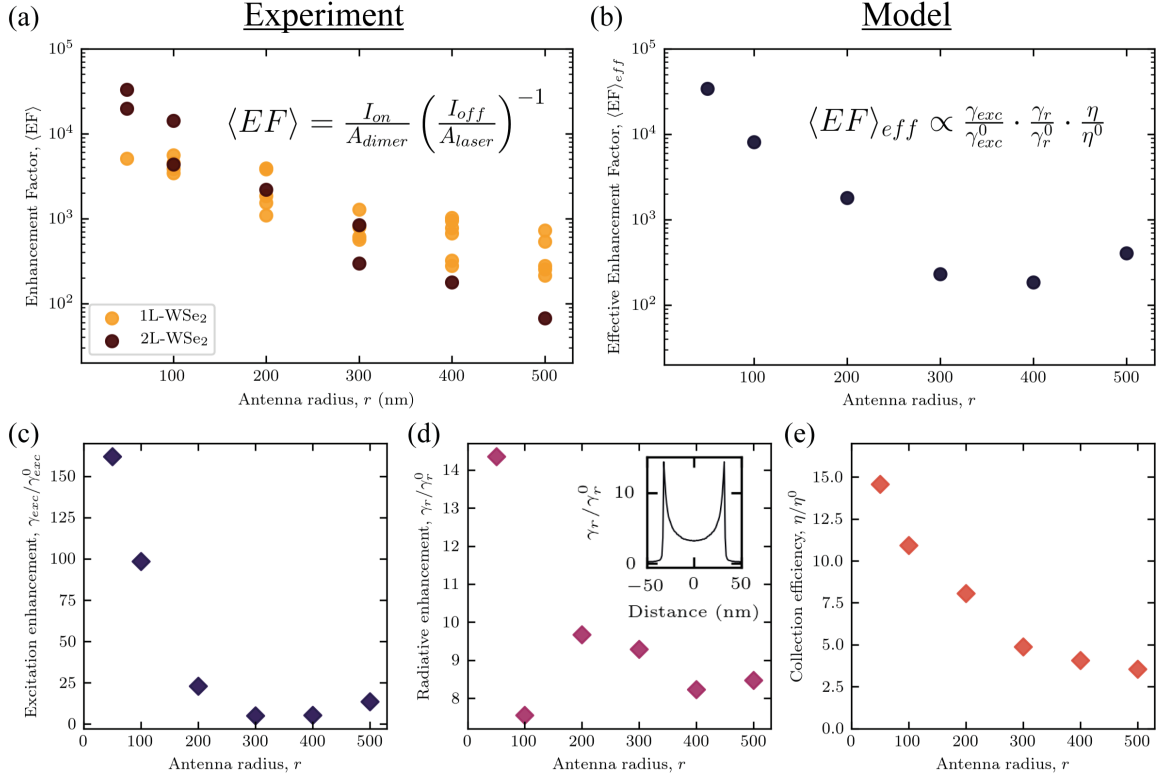 Experiment
Model
(a)
(b)
10^5
10^4
10^3
10^2
Enhancement Factor, ⟨EF⟩
⟨EF⟩ = I_on/A_dimer (I_off/A_laser)^−1
1L-WSe₂
2L-WSe₂
100 200 300 400 500
Antenna radius, r (nm)
10^5
10^4
10^3
10^2
Effective Enhancement Factor, ⟨EF⟩_eff
⟨EF⟩_eff ∝ γ_exc/γ^0_exc · γ_r/γ^0_r · η/η^0
100 200 300 400 500
Antenna radius, r
(c)
150
125
100
75
50
25
0
Excitation enhancement, γ_exc/γ^0_exc
0 100 200 300 400 500
Antenna radius, r
(d)
14
13
12
11
10
9
8
Radiative enhancement, γ_r/γ^0_r
γ_r/γ^0_r
10
0
−50 0 50
Distance (nm)
0 100 200 300 400 500
Antenna radius, r
(e)
15.0
12.5
10.0
7.5
5.0
2.5
Collection efficiency, η/η^0
0 100 200 300 400 500
Antenna radius, r